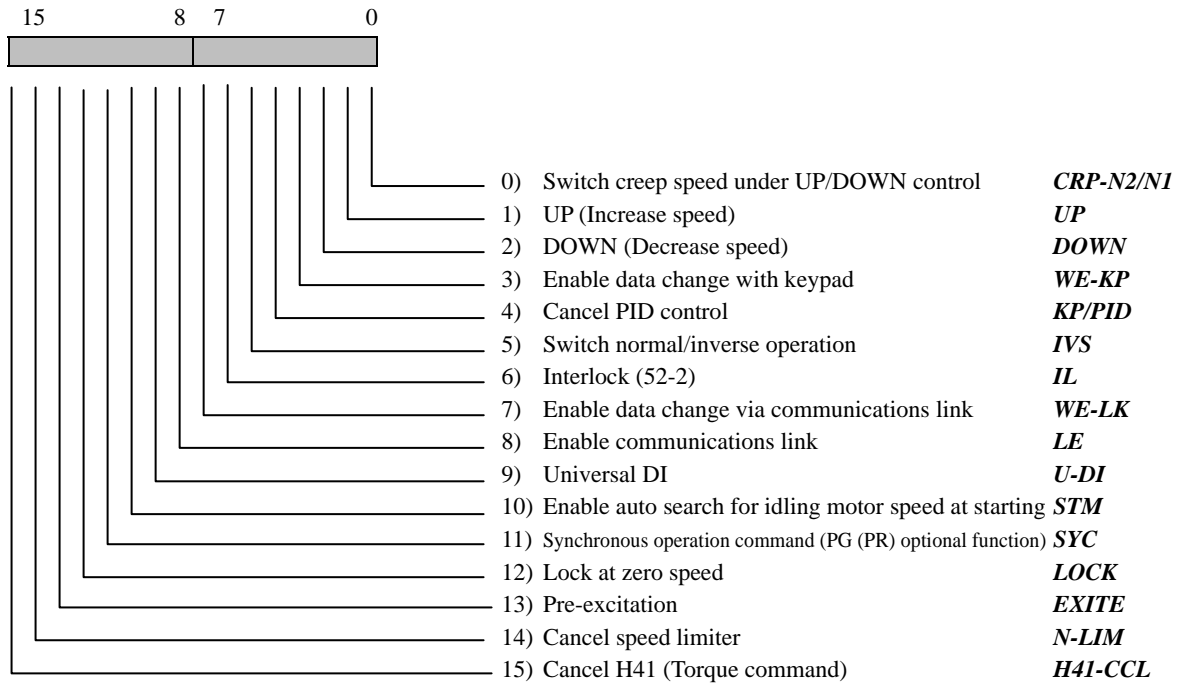 15 8 7 0
0) Switch creep speed under UP/DOWN control CRP-N2/N1
1) UP (Increase speed) UP
2) DOWN (Decrease speed) DOWN
3) Enable data change with keypad WE-KP
4) Cancel PID control KP/PID
5) Switch normal/inverse operation IVS
6) Interlock (52-2) IL
7) Enable data change via communications link WE-LK
8) Enable communications link LE
9) Universal DI U-DI
10) Enable auto search for idling motor speed at starting STM
11) Synchronous operation command (PG (PR) optional function) SYC
12) Lock at zero speed LOCK
13) Pre-excitation EXITE
14) Cancel speed limiter N-LIM
15) Cancel H41 (Torque command) H41-CCL